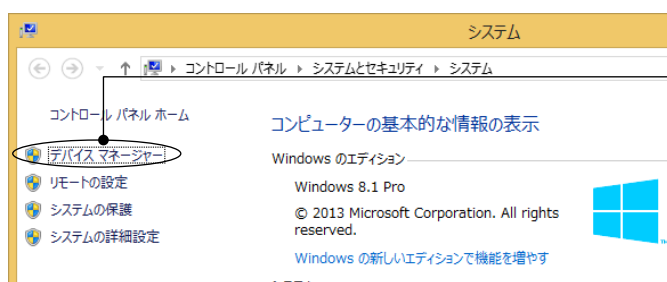 システム
コントロール パネル ▸ システムとセキュリティ ▸ システム
コントロール パネル ホーム
デバイス マネージャー
リモートの設定
システムの保護
システムの詳細設定
コンピューターの基本的な情報の表示
Windows のエディション
Windows 8.1 Pro
© 2013 Microsoft Corporation. All rights
reserved.
Windows の新しいエディションで機能を増やす